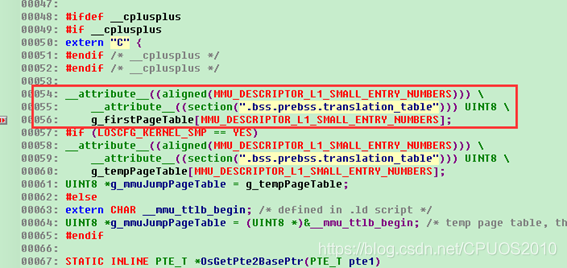 00047:
00048: #ifdef __cplusplus
00049: #if __cplusplus
00050: extern "C" {
00051: #endif /* __cplusplus */
00052: #endif /* __cplusplus */
00053:
00054: __attribute__((aligned(MMU_DESCRIPTOR_L1_SMALL_ENTRY_NUMBERS))) \
00055: __attribute__((section(".bss.prebss.translation_table"))) UINT8 \
00056: g_firstPageTable[MMU_DESCRIPTOR_L1_SMALL_ENTRY_NUMBERS];
00057: #if (LOSCFG_KERNEL_SMP == YES)
00058: __attribute__((aligned(MMU_DESCRIPTOR_L1_SMALL_ENTRY_NUMBERS))) \
00059: __attribute__((section(".bss.prebss.translation_table"))) UINT8 \
00060: g_tempPageTable[MMU_DESCRIPTOR_L1_SMALL_ENTRY_NUMBERS];
00061: UINT8 *g_mmuJumpPageTable = g_tempPageTable;
00062: #else
00063: extern CHAR __mmu_ttlb_begin; /* defined in .ld script */
00064: UINT8 *g_mmuJumpPageTable = (UINT8 *)&__mmu_ttlb_begin; /* temp page table, th
00065: #endif
00066:
00067: STATIC INLINE PTE_T *OsGetPte2BasePtr(PTE_T pte1)
https://blog.csdn.net/CPUOS2010